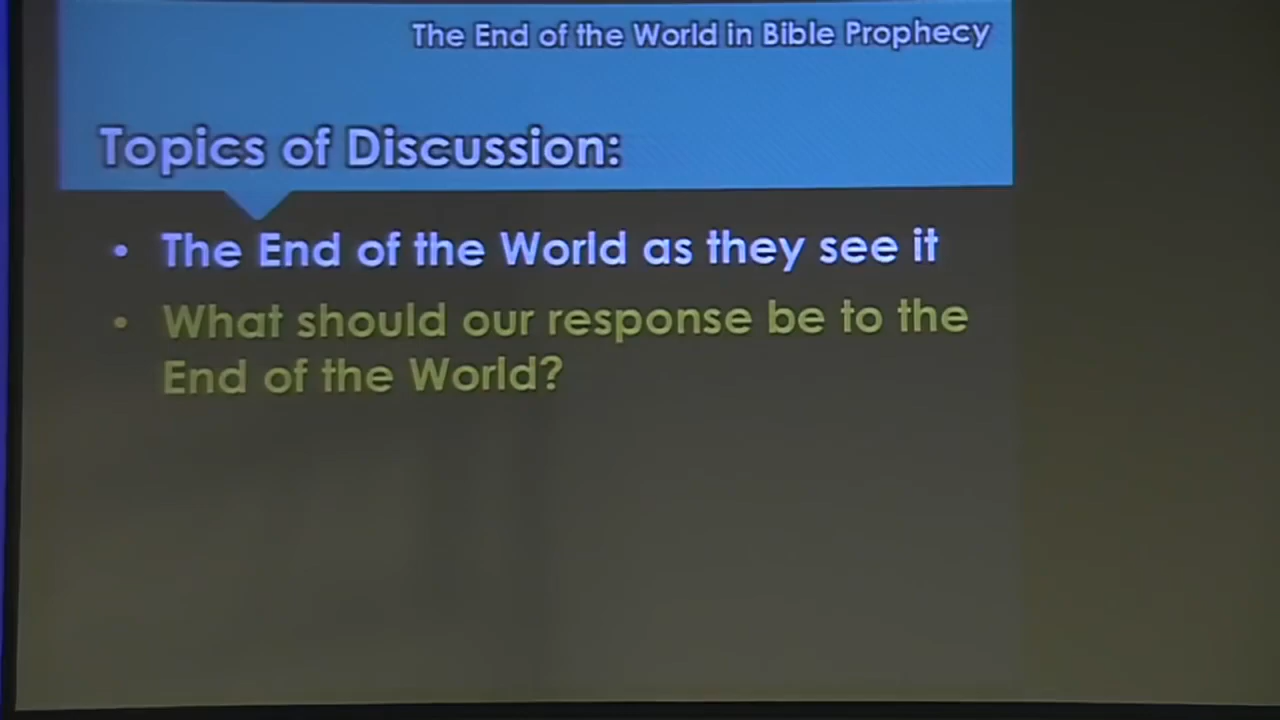 The End of the World in Bible Prophecy
Topics of Discussion:
• The End of the World as they see it
• What should our response be to the
End of the World?